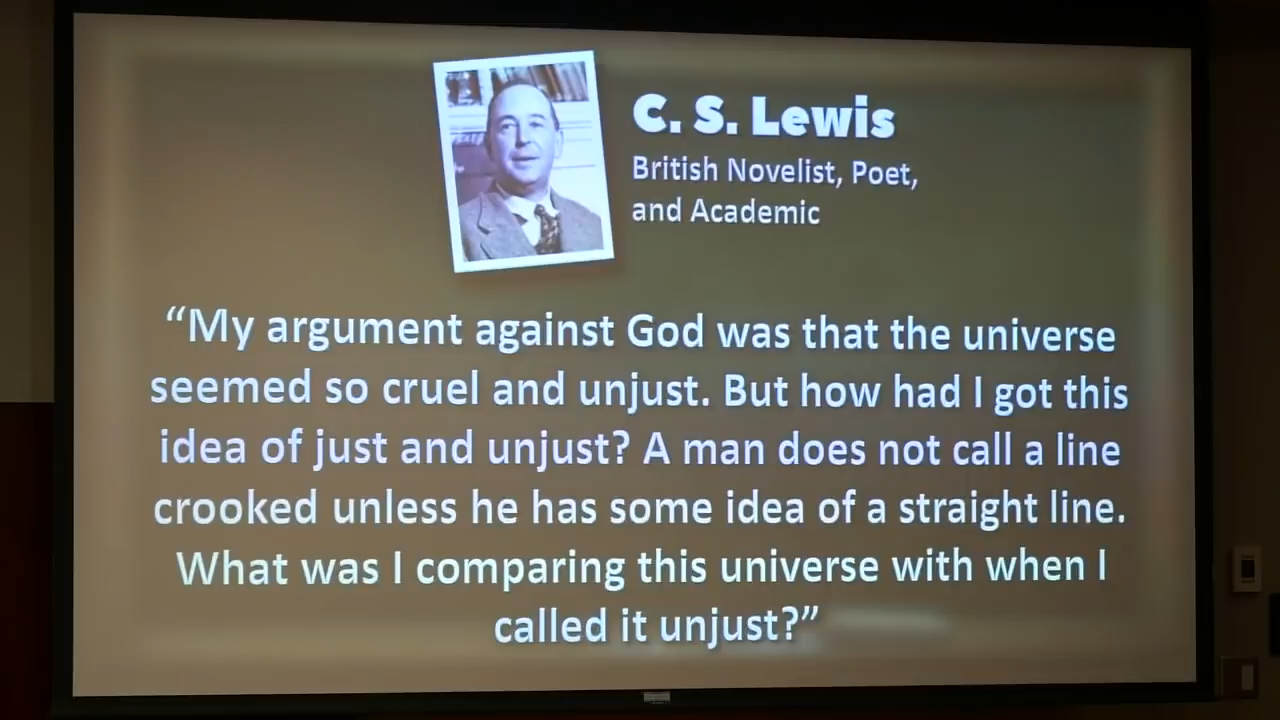 C. S. Lewis
British Novelist, Poet,
and Academic
“My argument against God was that the universe
seemed so cruel and unjust. But how had I got this
idea of just and unjust? A man does not call a line
crooked unless he has some idea of a straight line.
What was I comparing this universe with when I
called it unjust?”